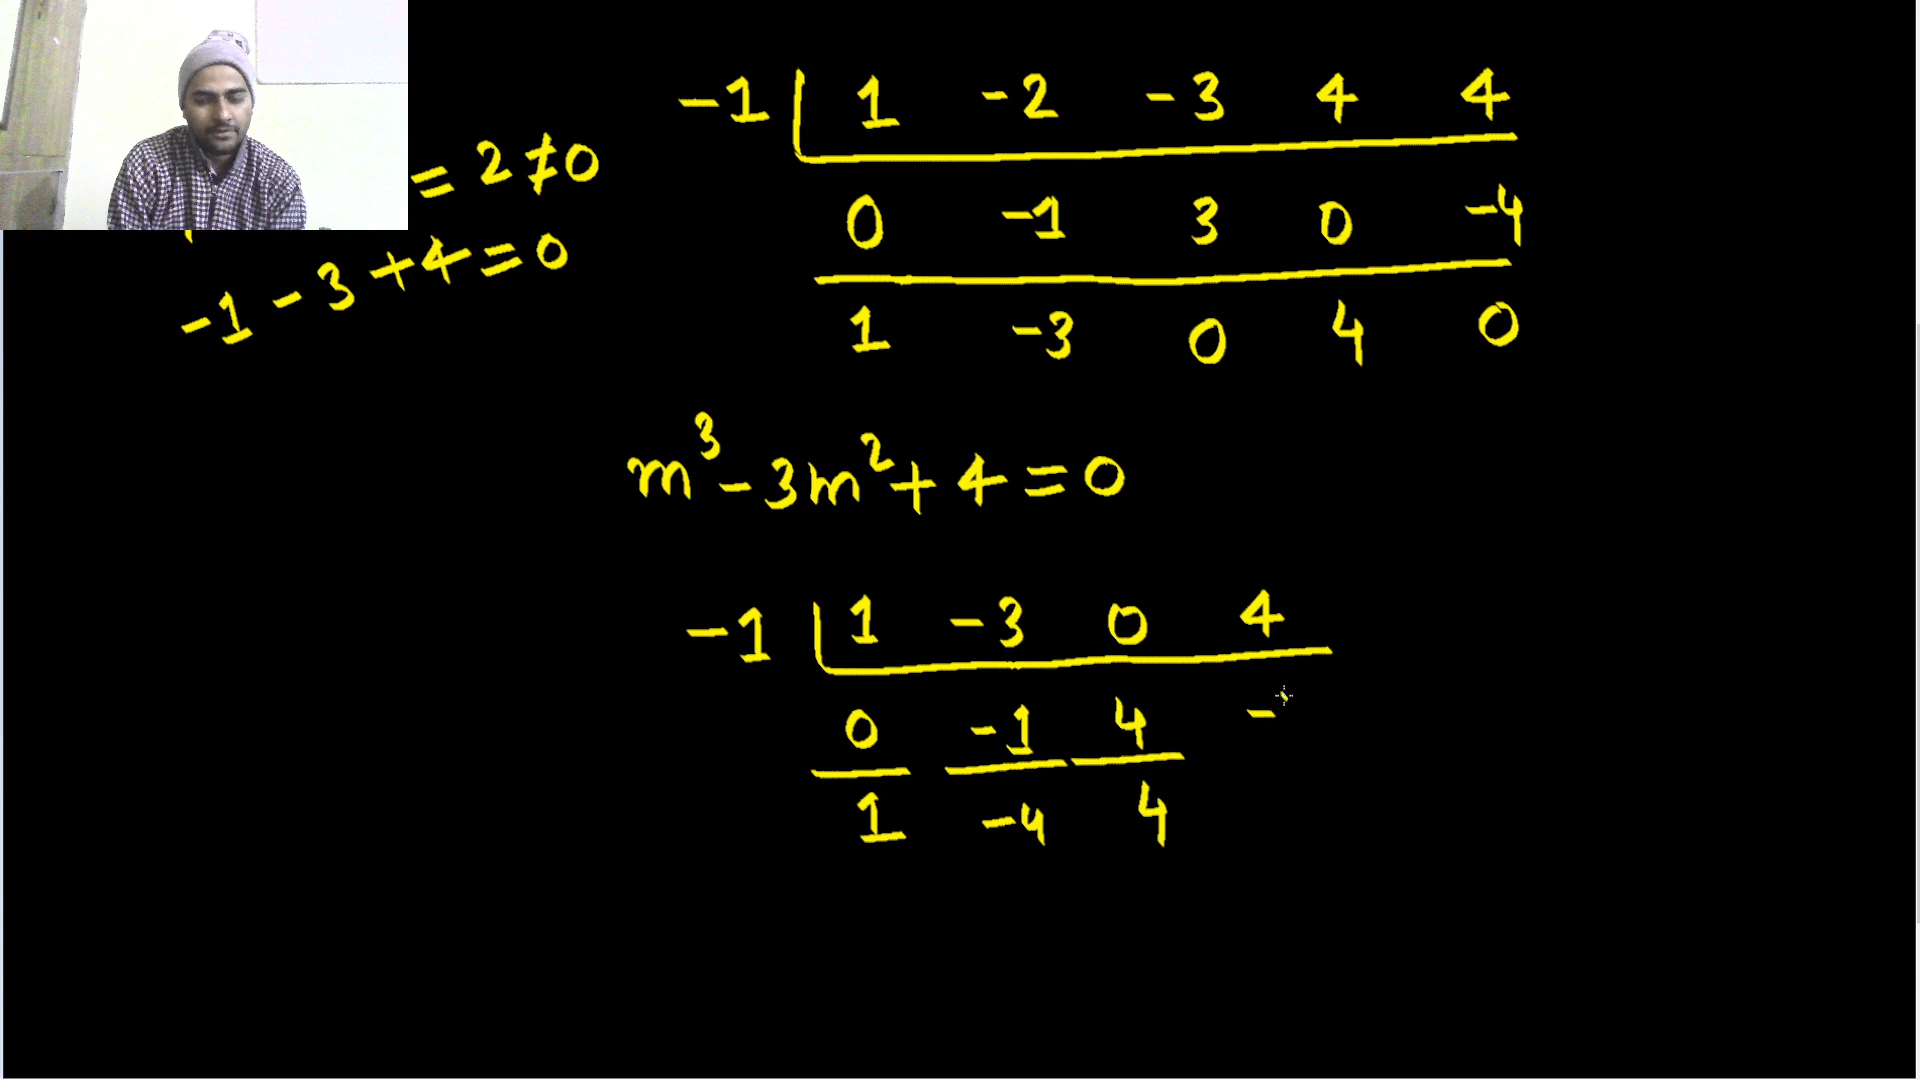 = 2 ≠ 0
-1 - 3 + 4 = 0
-1 | 1 -2 -3 4 4
0 -1 3 0 -4
1 -3 0 4 0
m³ - 3m² + 4 = 0
-1 | 1 -3 0 4
0 -1 4 -
1 -4 4